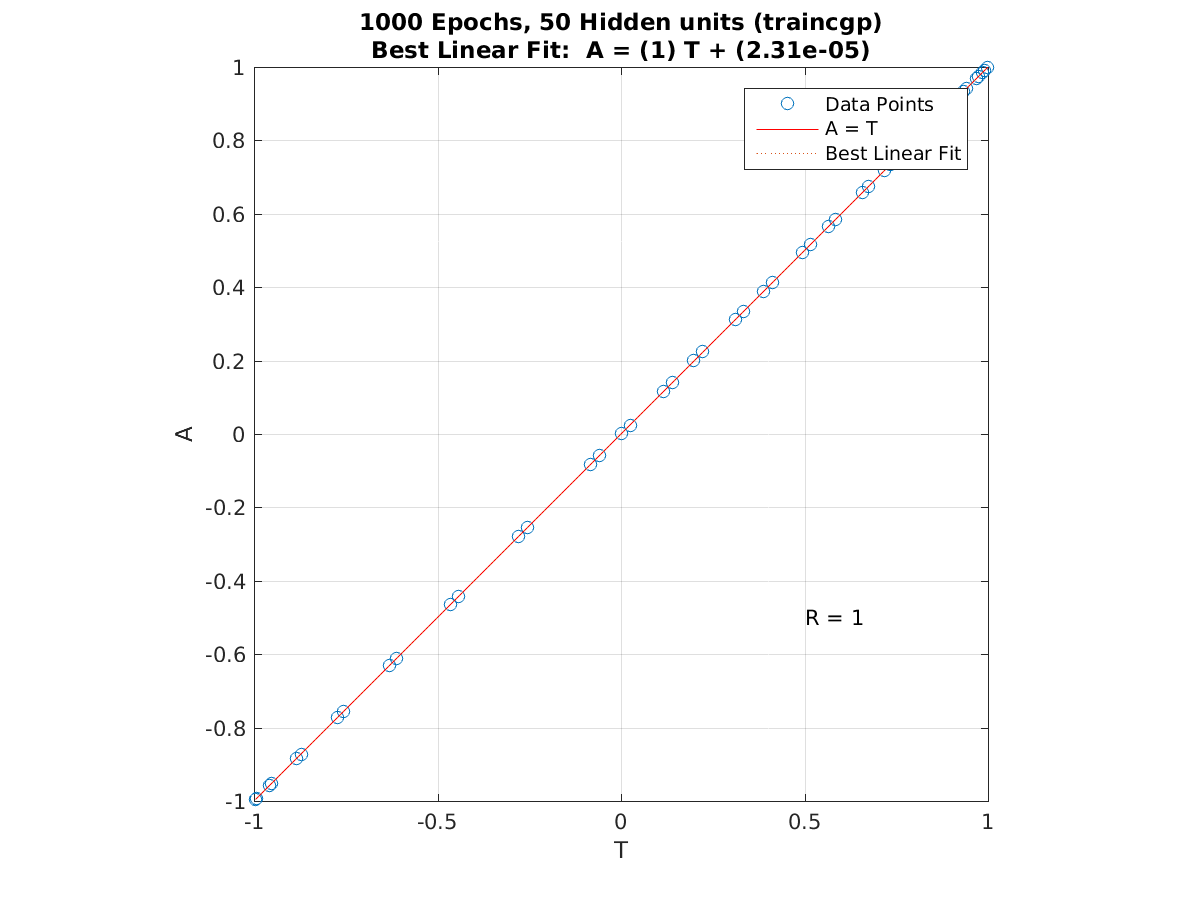 1000 Epochs, 50 Hidden units (traincgp)
Best Linear Fit:  A = (1) T + (2.31e-05)
Data Points
A = T
Best Linear Fit
1
0.8
0.6
0.4
0.2
0
-0.2
-0.4
-0.6
-0.8
-1
A
R = 1
-1
-0.5
0
0.5
1
T